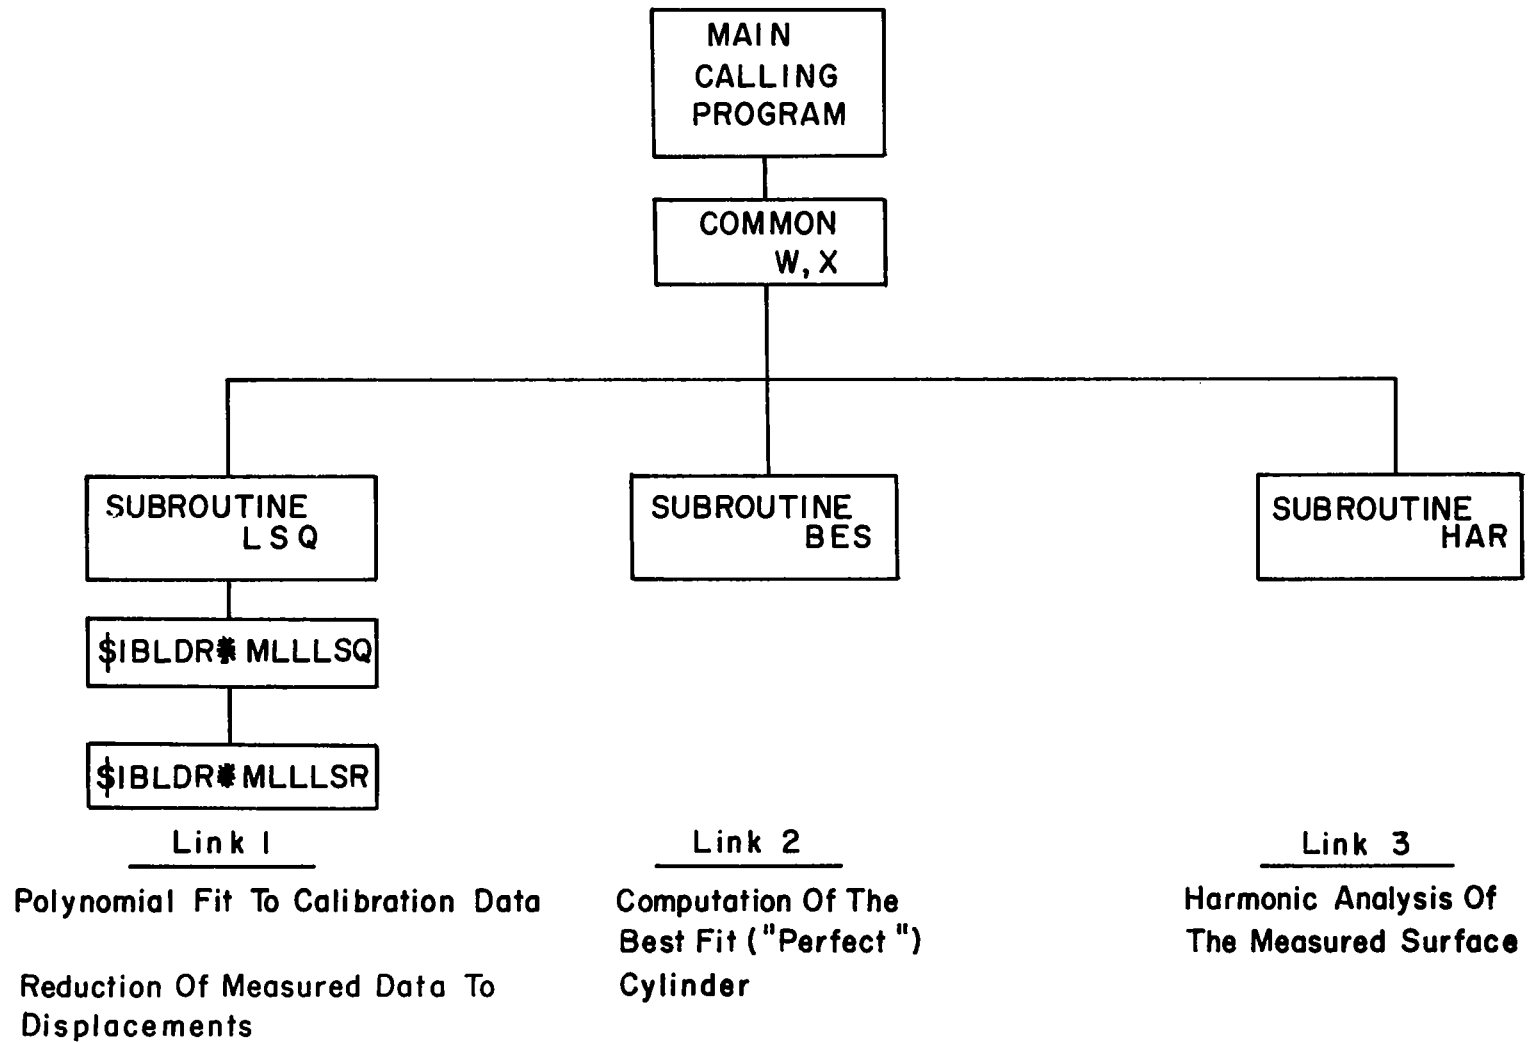 MAIN
CALLING
PROGRAM
COMMON
W, X
SUBROUTINE
LSQ
SUBROUTINE
BES
SUBROUTINE
HAR
$IBLDR* MLLLSQ
$IBLDR* MLLLSR
Link 1
Polynomial Fit To Calibration Data
Reduction Of Measured Data To
Displacements
Link 2
Computation Of The
Best Fit ("Perfect")
Cylinder
Link 3
Harmonic Analysis Of
The Measured Surface